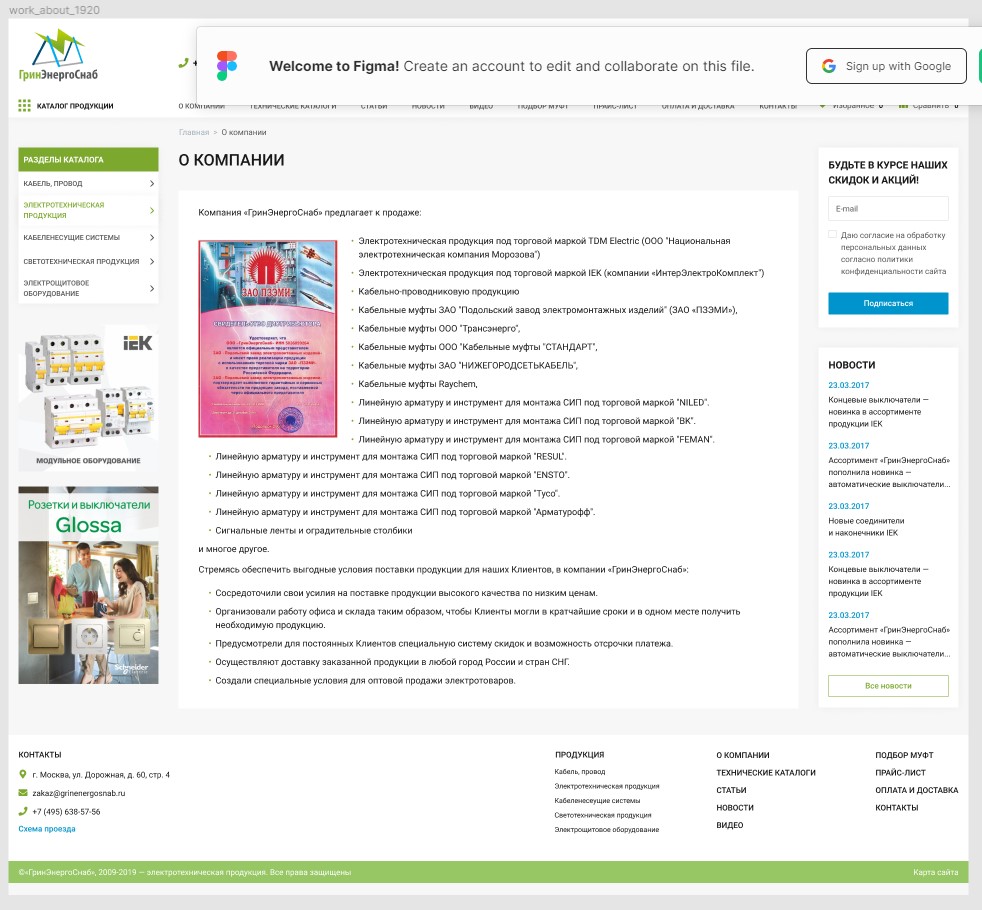 work_about_1920
ГринЭнергоСнаб
Welcome to Figma! Create an account to edit and collaborate on this file.
Sign up with Google
КАТАЛОГ ПРОДУКЦИИ
О КОМПАНИИ
ТЕХНИЧЕСКИЕ КАТАЛОГИ
СТАТЬИ
НОВОСТИ
ВИДЕО
ПОДБОР МУФТ
ПРАЙС-ЛИСТ
ОПЛАТА И ДОСТАВКА
КОНТАКТЫ
Избранное 0
Сравнить 0
Главная > О компании
РАЗДЕЛЫ КАТАЛОГА
КАБЕЛЬ, ПРОВОД
ЭЛЕКТРОТЕХНИЧЕСКАЯ
ПРОДУКЦИЯ
КАБЕЛЕНЕСУЩИЕ СИСТЕМЫ
СВЕТОТЕХНИЧЕСКАЯ ПРОДУКЦИЯ
ЭЛЕКТРОЩИТОВОЕ
ОБОРУДОВАНИЕ
IEK
МОДУЛЬНОЕ ОБОРУДОВАНИЕ
Розетки и выключатели
Glossa
Schneider
Electric
О КОМПАНИИ
Компания «ГринЭнергоСнаб» предлагает к продаже:
ЗАО ПЗЭМИ
СВИДЕТЕЛЬСТВО ДИСТРИБЬЮТОРА
• Электротехническая продукция под торговой маркой TDM Electric (ООО "Национальная
электротехническая компания Морозова")
• Электротехническая продукция под торговой маркой IEK (компании «ИнтерЭлектроКомплект")
• Кабельно-проводниковую продукцию
• Кабельные муфты ЗАО "Подольский завод электромонтажных изделий" (ЗАО «ПЗЭМИ»),
• Кабельные муфты ООО "Трансэнерго",
• Кабельные муфты ООО "Кабельные муфты "СТАНДАРТ",
• Кабельные муфты ЗАО "НИЖЕГОРОДСЕТЬКАБЕЛЬ",
• Кабельные муфты Raychem,
• Линейную арматуру и инструмент для монтажа СИП под торговой маркой "NILED".
• Линейную арматуру и инструмент для монтажа СИП под торговой маркой "ВК".
• Линейную арматуру и инструмент для монтажа СИП под торговой маркой "FEMAN".
• Линейную арматуру и инструмент для монтажа СИП под торговой маркой "RESUL".
• Линейную арматуру и инструмент для монтажа СИП под торговой маркой "ENSTO".
• Линейную арматуру и инструмент для монтажа СИП под торговой маркой "Tyco".
• Линейную арматуру и инструмент для монтажа СИП под торговой маркой "Арматурофф".
• Сигнальные ленты и оградительные столбики
и многое другое.
Стремясь обеспечить выгодные условия поставки продукции для наших Клиентов, в компании «ГринЭнергоСнаб»:
• Сосредоточили свои усилия на поставке продукции высокого качества по низким ценам.
• Организовали работу офиса и склада таким образом, чтобы Клиенты могли в кратчайшие сроки и в одном месте получить
необходимую продукцию.
• Предусмотрели для постоянных Клиентов специальную систему скидок и возможность отсрочки платежа.
• Осуществляют доставку заказанной продукции в любой город России и стран СНГ.
• Создали специальные условия для оптовой продажи электротоваров.
БУДЬТЕ В КУРСЕ НАШИХ
СКИДОК И АКЦИЙ!
E-mail
Даю согласие на обработку
персональных данных
согласно политики
конфиденциальности сайта
Подписаться
НОВОСТИ
23.03.2017
Концевые выключатели —
новинка в ассортименте
продукции IEK
23.03.2017
Ассортимент «ГринЭнергоСнаб»
пополнила новинка —
автоматические выключатели...
23.03.2017
Новые соединители
и наконечники IEK
23.03.2017
Концевые выключатели —
новинка в ассортименте
продукции IEK
23.03.2017
Ассортимент «ГринЭнергоСнаб»
пополнила новинка —
автоматические выключатели...
Все новости
КОНТАКТЫ
г. Москва, ул. Дорожная, д. 60, стр. 4
zakaz@grinenergosnab.ru
+7 (495) 638-57-56
Схема проезда
ПРОДУКЦИЯ
Кабель, провод
Электротехническая продукция
Кабеленесеущие системы
Светотехническая продукция
Электрощитовое оборудование
О КОМПАНИИ
ТЕХНИЧЕСКИЕ КАТАЛОГИ
СТАТЬИ
НОВОСТИ
ВИДЕО
ПОДБОР МУФТ
ПРАЙС-ЛИСТ
ОПЛАТА И ДОСТАВКА
КОНТАКТЫ
©«ГринЭнергоСнаб», 2009-2019 — электротехническая продукция. Все права защищены
Карта сайта